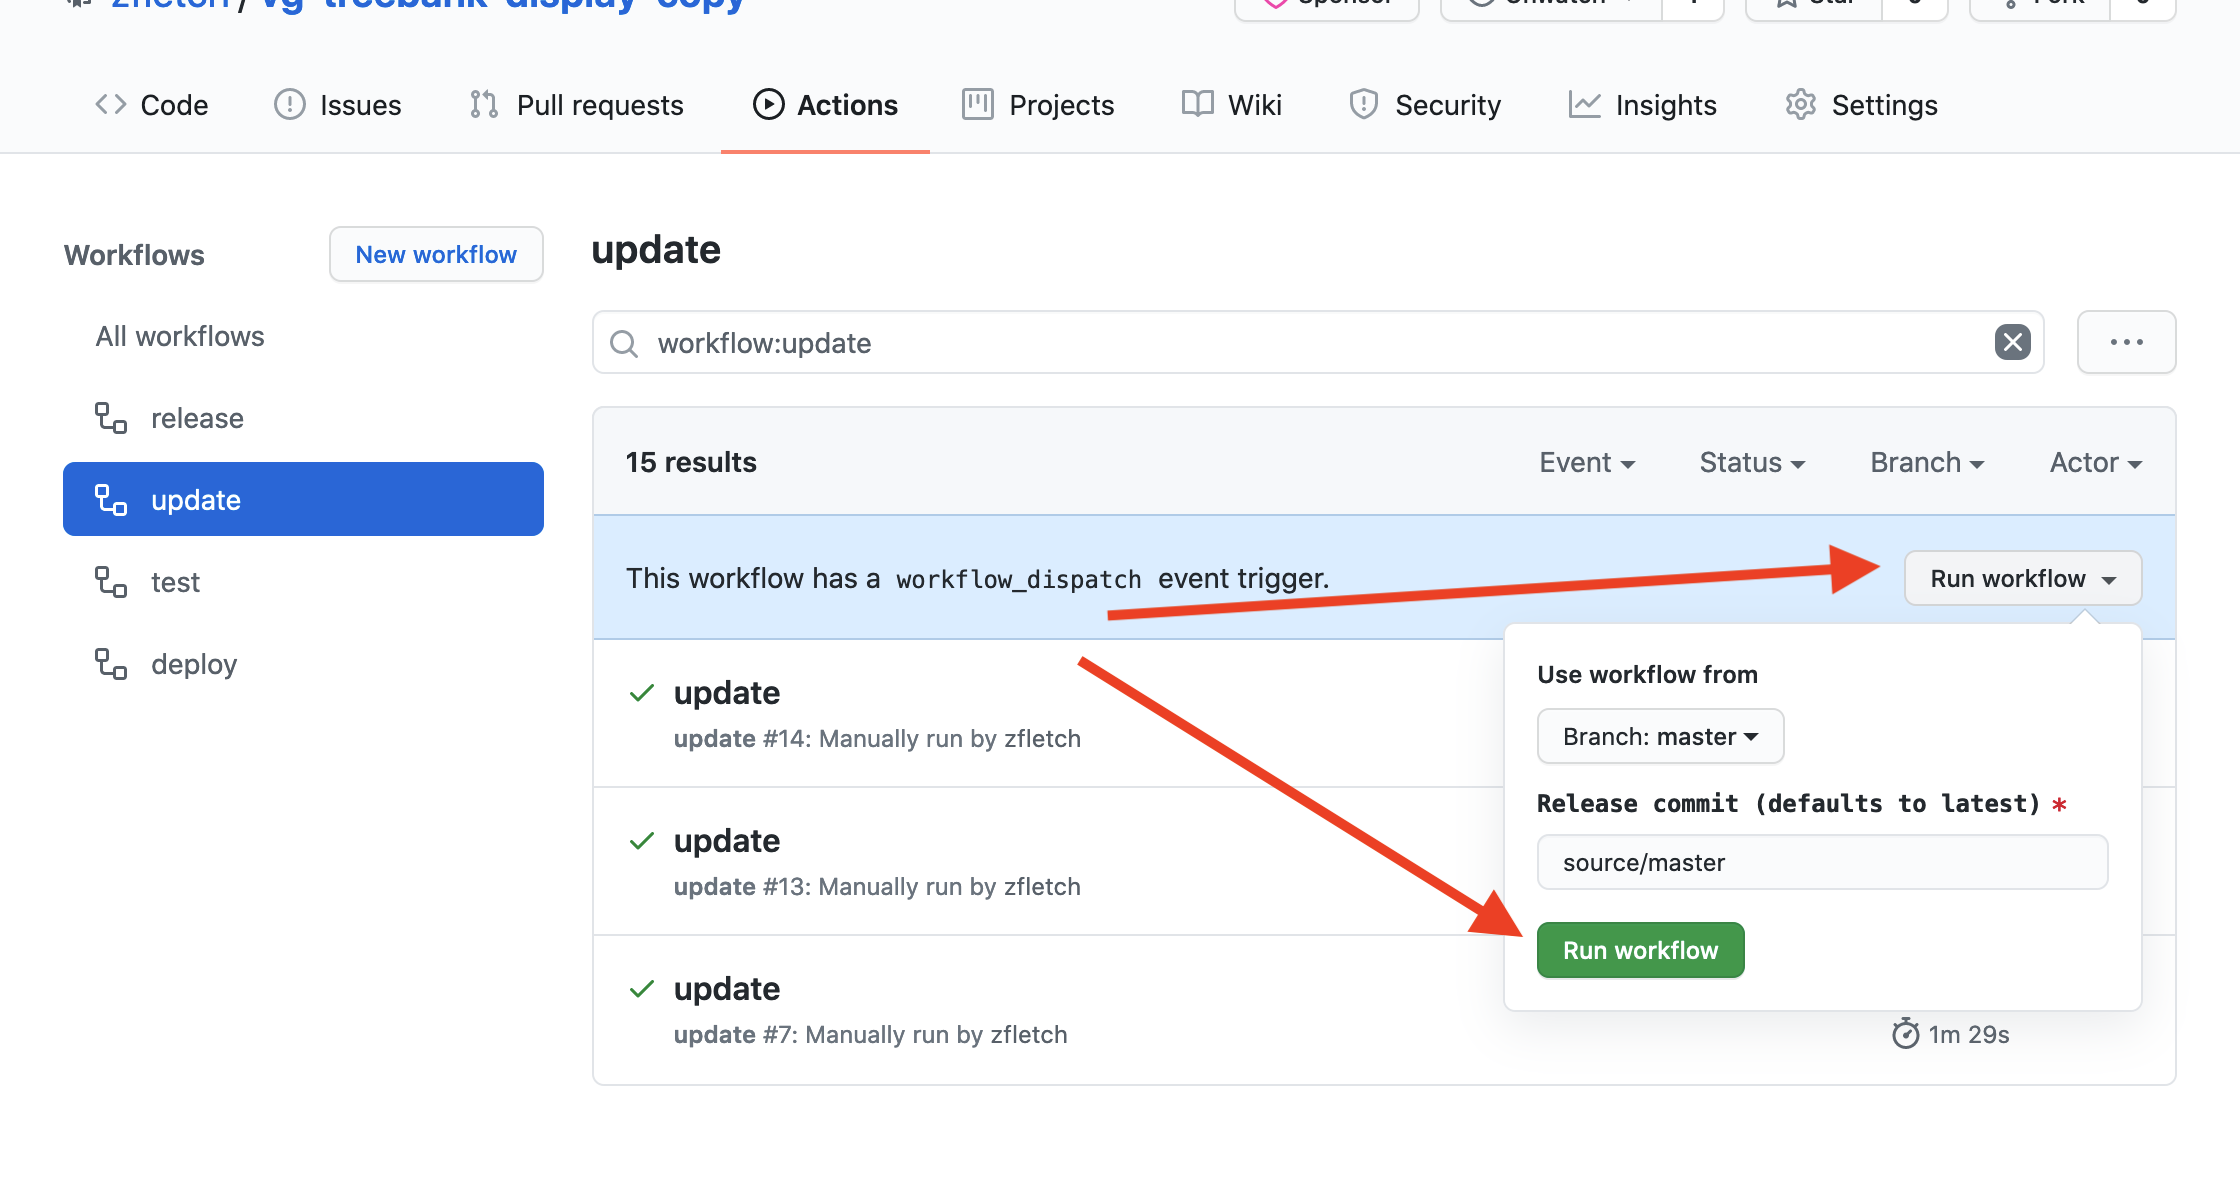 Code Issues Pull requests Actions Projects Wiki Security Insights Settings
Workflows
New workflow
All workflows
release
update
test
deploy
update
workflow:update
15 results
Event Status Branch Actor
This workflow has a workflow_dispatch event trigger.
Run workflow
Use workflow from
Branch: master
Release commit (defaults to latest) *
source/master
Run workflow
update
update #14: Manually run by zfletch
update
update #13: Manually run by zfletch
update
update #7: Manually run by zfletch
1m 29s